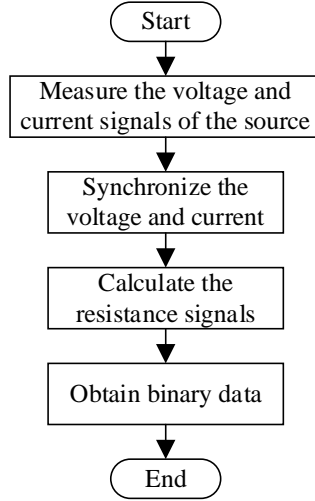 Start
Measure the voltage and
current signals of the source
Synchronize the
voltage and current
Calculate the
resistance signals
Obtain binary data
End